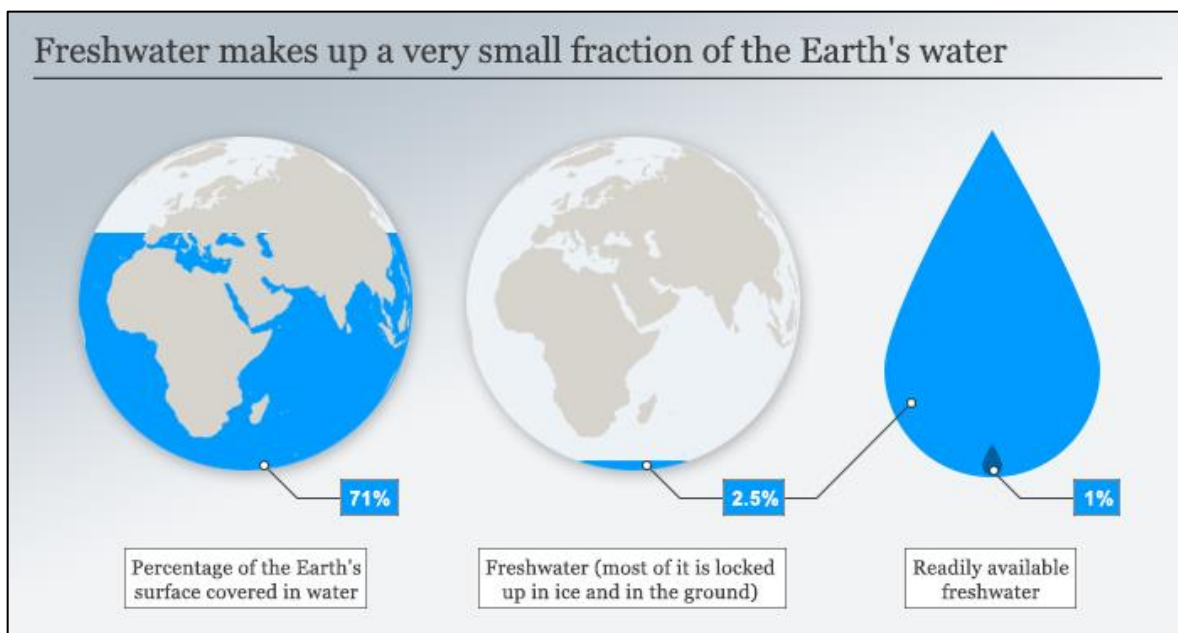 Freshwater makes up a very small fraction of the Earth's water
71%
2.5%
1%
Percentage of the Earth's
surface covered in water
Freshwater (most of it is locked
up in ice and in the ground)
Readily available
freshwater